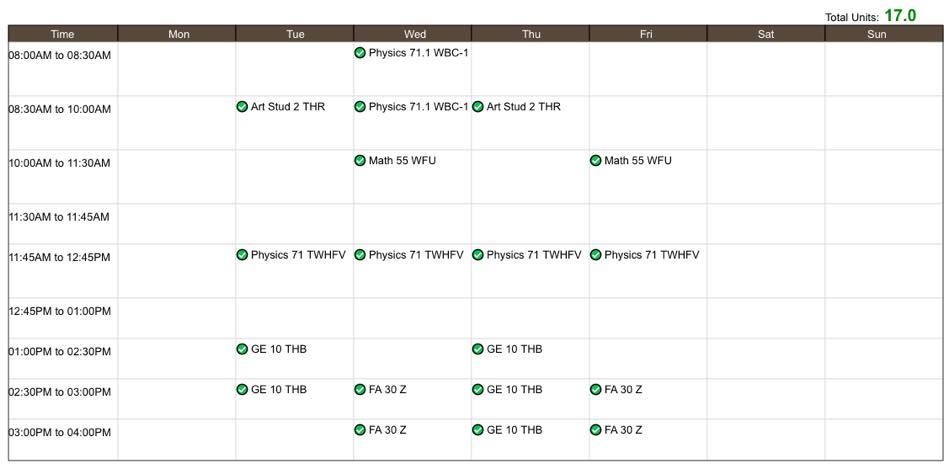 Total Units: 17.0
Time Mon Tue Wed Thu Fri Sat Sun
08:00AM to 08:30AM Physics 71.1 WBC-1
08:30AM to 10:00AM Art Stud 2 THR Physics 71.1 WBC-1 Art Stud 2 THR
10:00AM to 11:30AM Math 55 WFU Math 55 WFU
11:30AM to 11:45AM
11:45AM to 12:45PM Physics 71 TWHFV Physics 71 TWHFV Physics 71 TWHFV Physics 71 TWHFV
12:45PM to 01:00PM
01:00PM to 02:30PM GE 10 THB GE 10 THB
02:30PM to 03:00PM GE 10 THB FA 30 Z GE 10 THB FA 30 Z
03:00PM to 04:00PM FA 30 Z GE 10 THB FA 30 Z